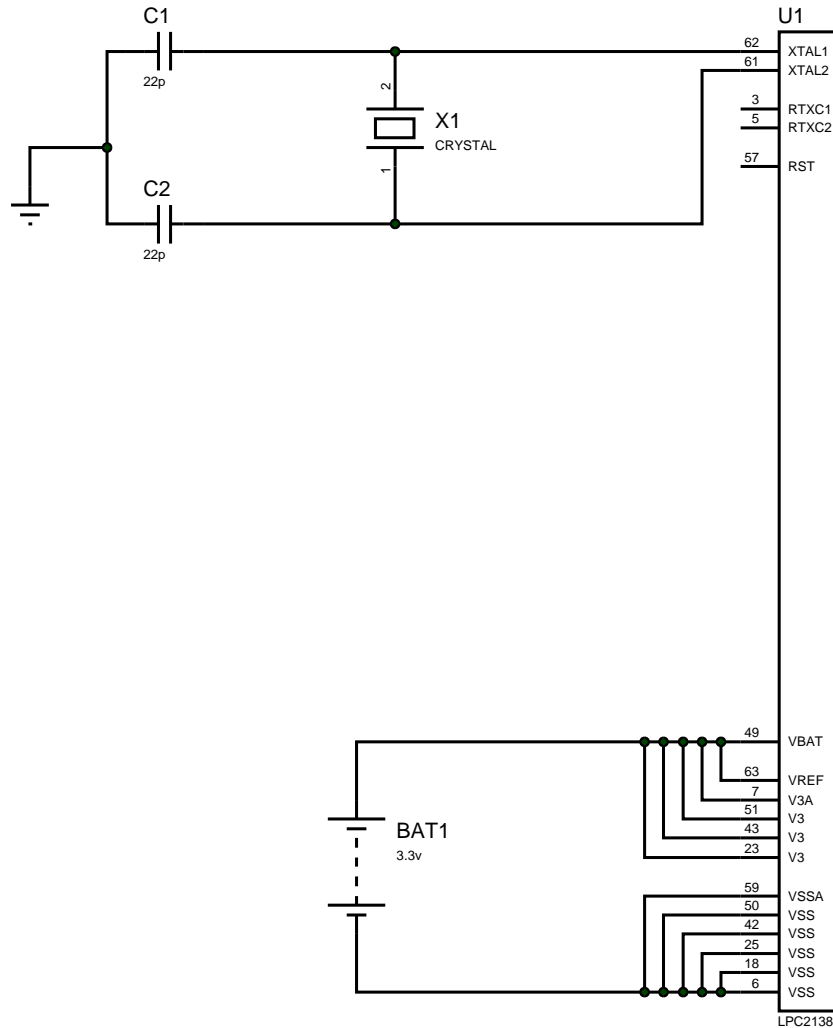 C1
22p
2
X1
CRYSTAL
1
C2
22p
U1
62 XTAL1
61 XTAL2
3 RTXC1
5 RTXC2
57 RST
49 VBAT
63 VREF
7 V3A
51 V3
43 V3
23 V3
59 VSSA
50 VSS
42 VSS
25 VSS
18 VSS
6 VSS
BAT1
3.3v
LPC2138